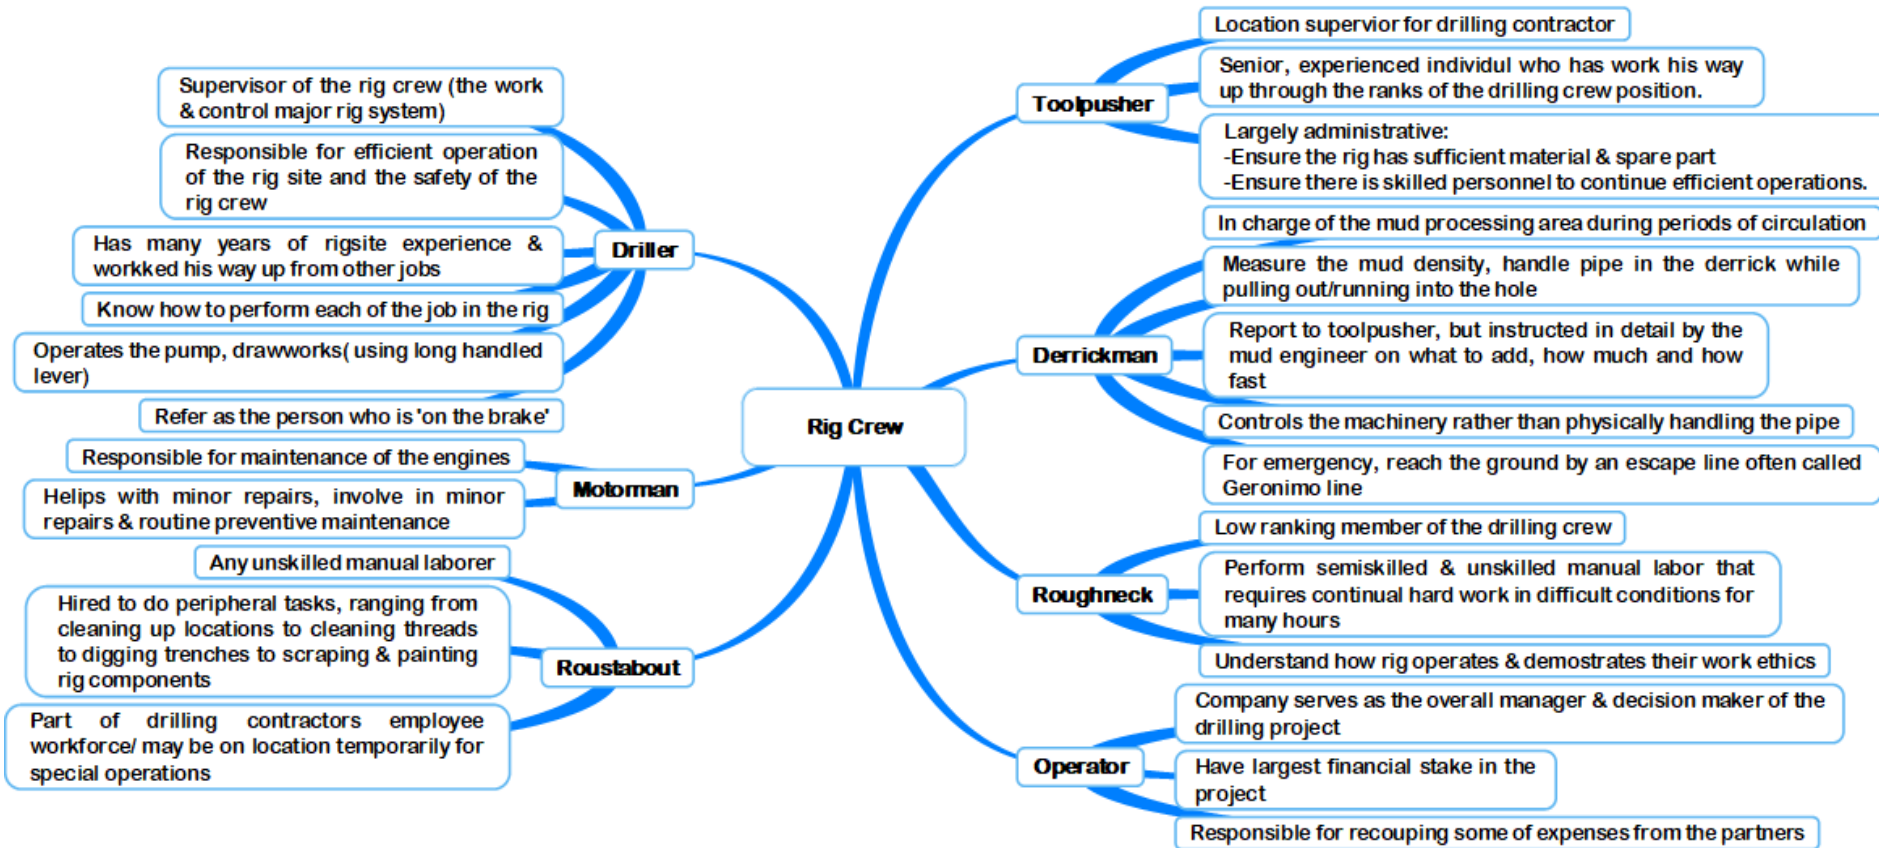 Rig Crew
Toolpusher
Location supervior for drilling contractor
Senior, experienced individul who has work his way
up through the ranks of the drilling crew position.
Largely administrative:
-Ensure the rig has sufficient material & spare part
-Ensure there is skilled personnel to continue efficient operations.
Derrickman
In charge of the mud processing area during periods of circulation
Measure the mud density, handle pipe in the derrick while
pulling out/running into the hole
Report to toolpusher, but instructed in detail by the
mud engineer on what to add, how much and how
fast
Controls the machinery rather than physically handling the pipe
For emergency, reach the ground by an escape line often called
Geronimo line
Roughneck
Low ranking member of the drilling crew
Perform semiskilled & unskilled manual labor that
requires continual hard work in difficult conditions for
many hours
Understand how rig operates & demostrates their work ethics
Operator
Company serves as the overall manager & decision maker of the
drilling project
Have largest financial stake in the
project
Responsible for recouping some of expenses from the partners
Driller
Supervisor of the rig crew (the work
& control major rig system)
Responsible for efficient operation
of the rig site and the safety of the
rig crew
Has many years of rigsite experience &
workked his way up from other jobs
Know how to perform each of the job in the rig
Operates the pump, drawworks( using long handled
lever)
Refer as the person who is 'on the brake'
Motorman
Responsible for maintenance of the engines
Helips with minor repairs, involve in minor
repairs & routine preventive maintenance
Roustabout
Any unskilled manual laborer
Hired to do peripheral tasks, ranging from
cleaning up locations to cleaning threads
to digging trenches to scraping & painting
rig components
Part of drilling contractors employee
workforce/ may be on location temporarily for
special operations